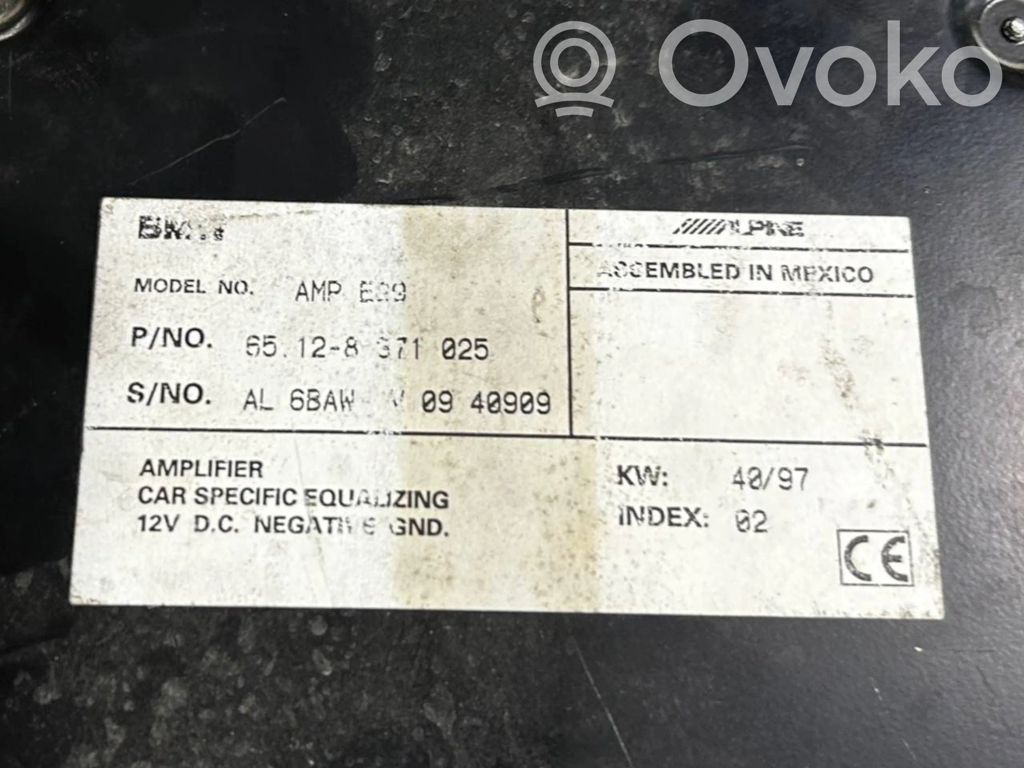 Ovoko
BMW
ALPINE
ASSEMBLED IN MEXICO
MODEL NO. AMP E39
P/NO. 65.12-8 371 025
S/NO. AL 6BAW 09 40909
AMPLIFIER
CAR SPECIFIC EQUALIZING
12V D.C. NEGATIVE GND.
KW: 40/97
INDEX: 02
CE